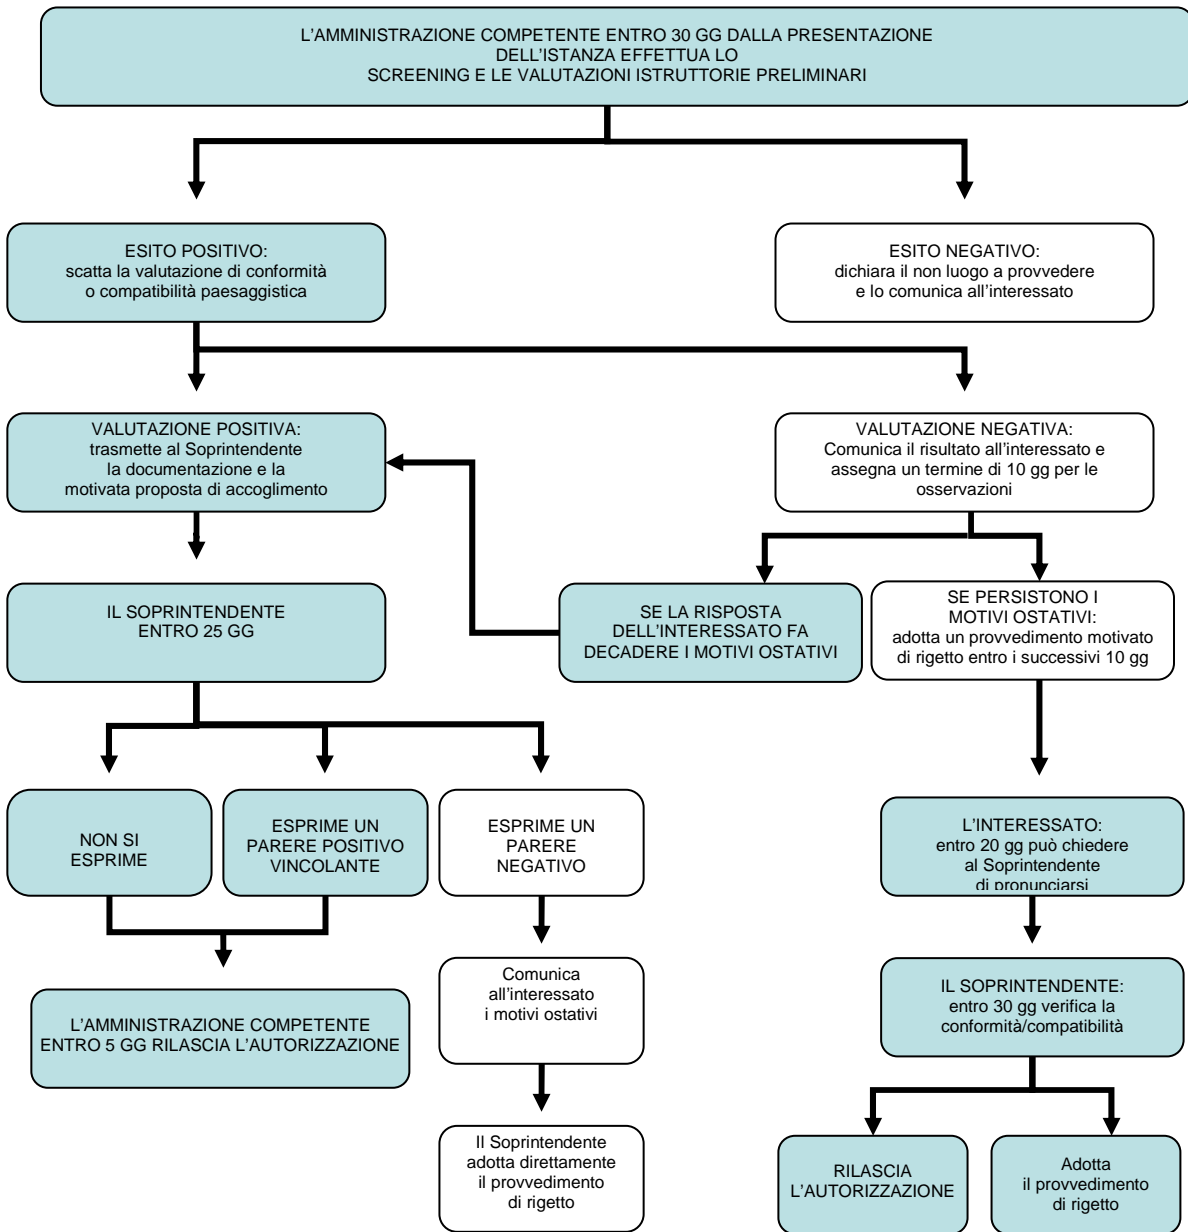 L'AMMINISTRAZIONE COMPETENTE ENTRO 30 GG DALLA PRESENTAZIONE
DELL'ISTANZA EFFETTUA LO
SCREENING E LE VALUTAZIONI ISTRUTTORIE PRELIMINARI
ESITO POSITIVO:
scatta la valutazione di conformità
o compatibilità paesaggistica
ESITO NEGATIVO:
dichiara il non luogo a provvedere
e lo comunica all'interessato
VALUTAZIONE POSITIVA:
trasmette al Soprintendente
la documentazione e la
motivata proposta di accoglimento
VALUTAZIONE NEGATIVA:
Comunica il risultato all'interessato e
assegna un termine di 10 gg per le
osservazioni
IL SOPRINTENDENTE
ENTRO 25 GG
SE LA RISPOSTA
DELL'INTERESSATO FA
DECADERE I MOTIVI OSTATIVI
SE PERSISTONO I
MOTIVI OSTATIVI:
adotta un provvedimento motivato
di rigetto entro i successivi 10 gg
NON SI
ESPRIME
ESPRIME UN
PARERE POSITIVO
VINCOLANTE
ESPRIME UN
PARERE
NEGATIVO
L'INTERESSATO:
entro 20 gg può chiedere
al Soprintendente
di pronunciarsi
L'AMMINISTRAZIONE COMPETENTE
ENTRO 5 GG RILASCIA L'AUTORIZZAZIONE
Comunica
all'interessato
i motivi ostativi
IL SOPRINTENDENTE:
entro 30 gg verifica la
conformità/compatibilità
Il Soprintendente
adotta direttamente
il provvedimento
di rigetto
RILASCIA
L'AUTORIZZAZIONE
Adotta
il provvedimento
di rigetto